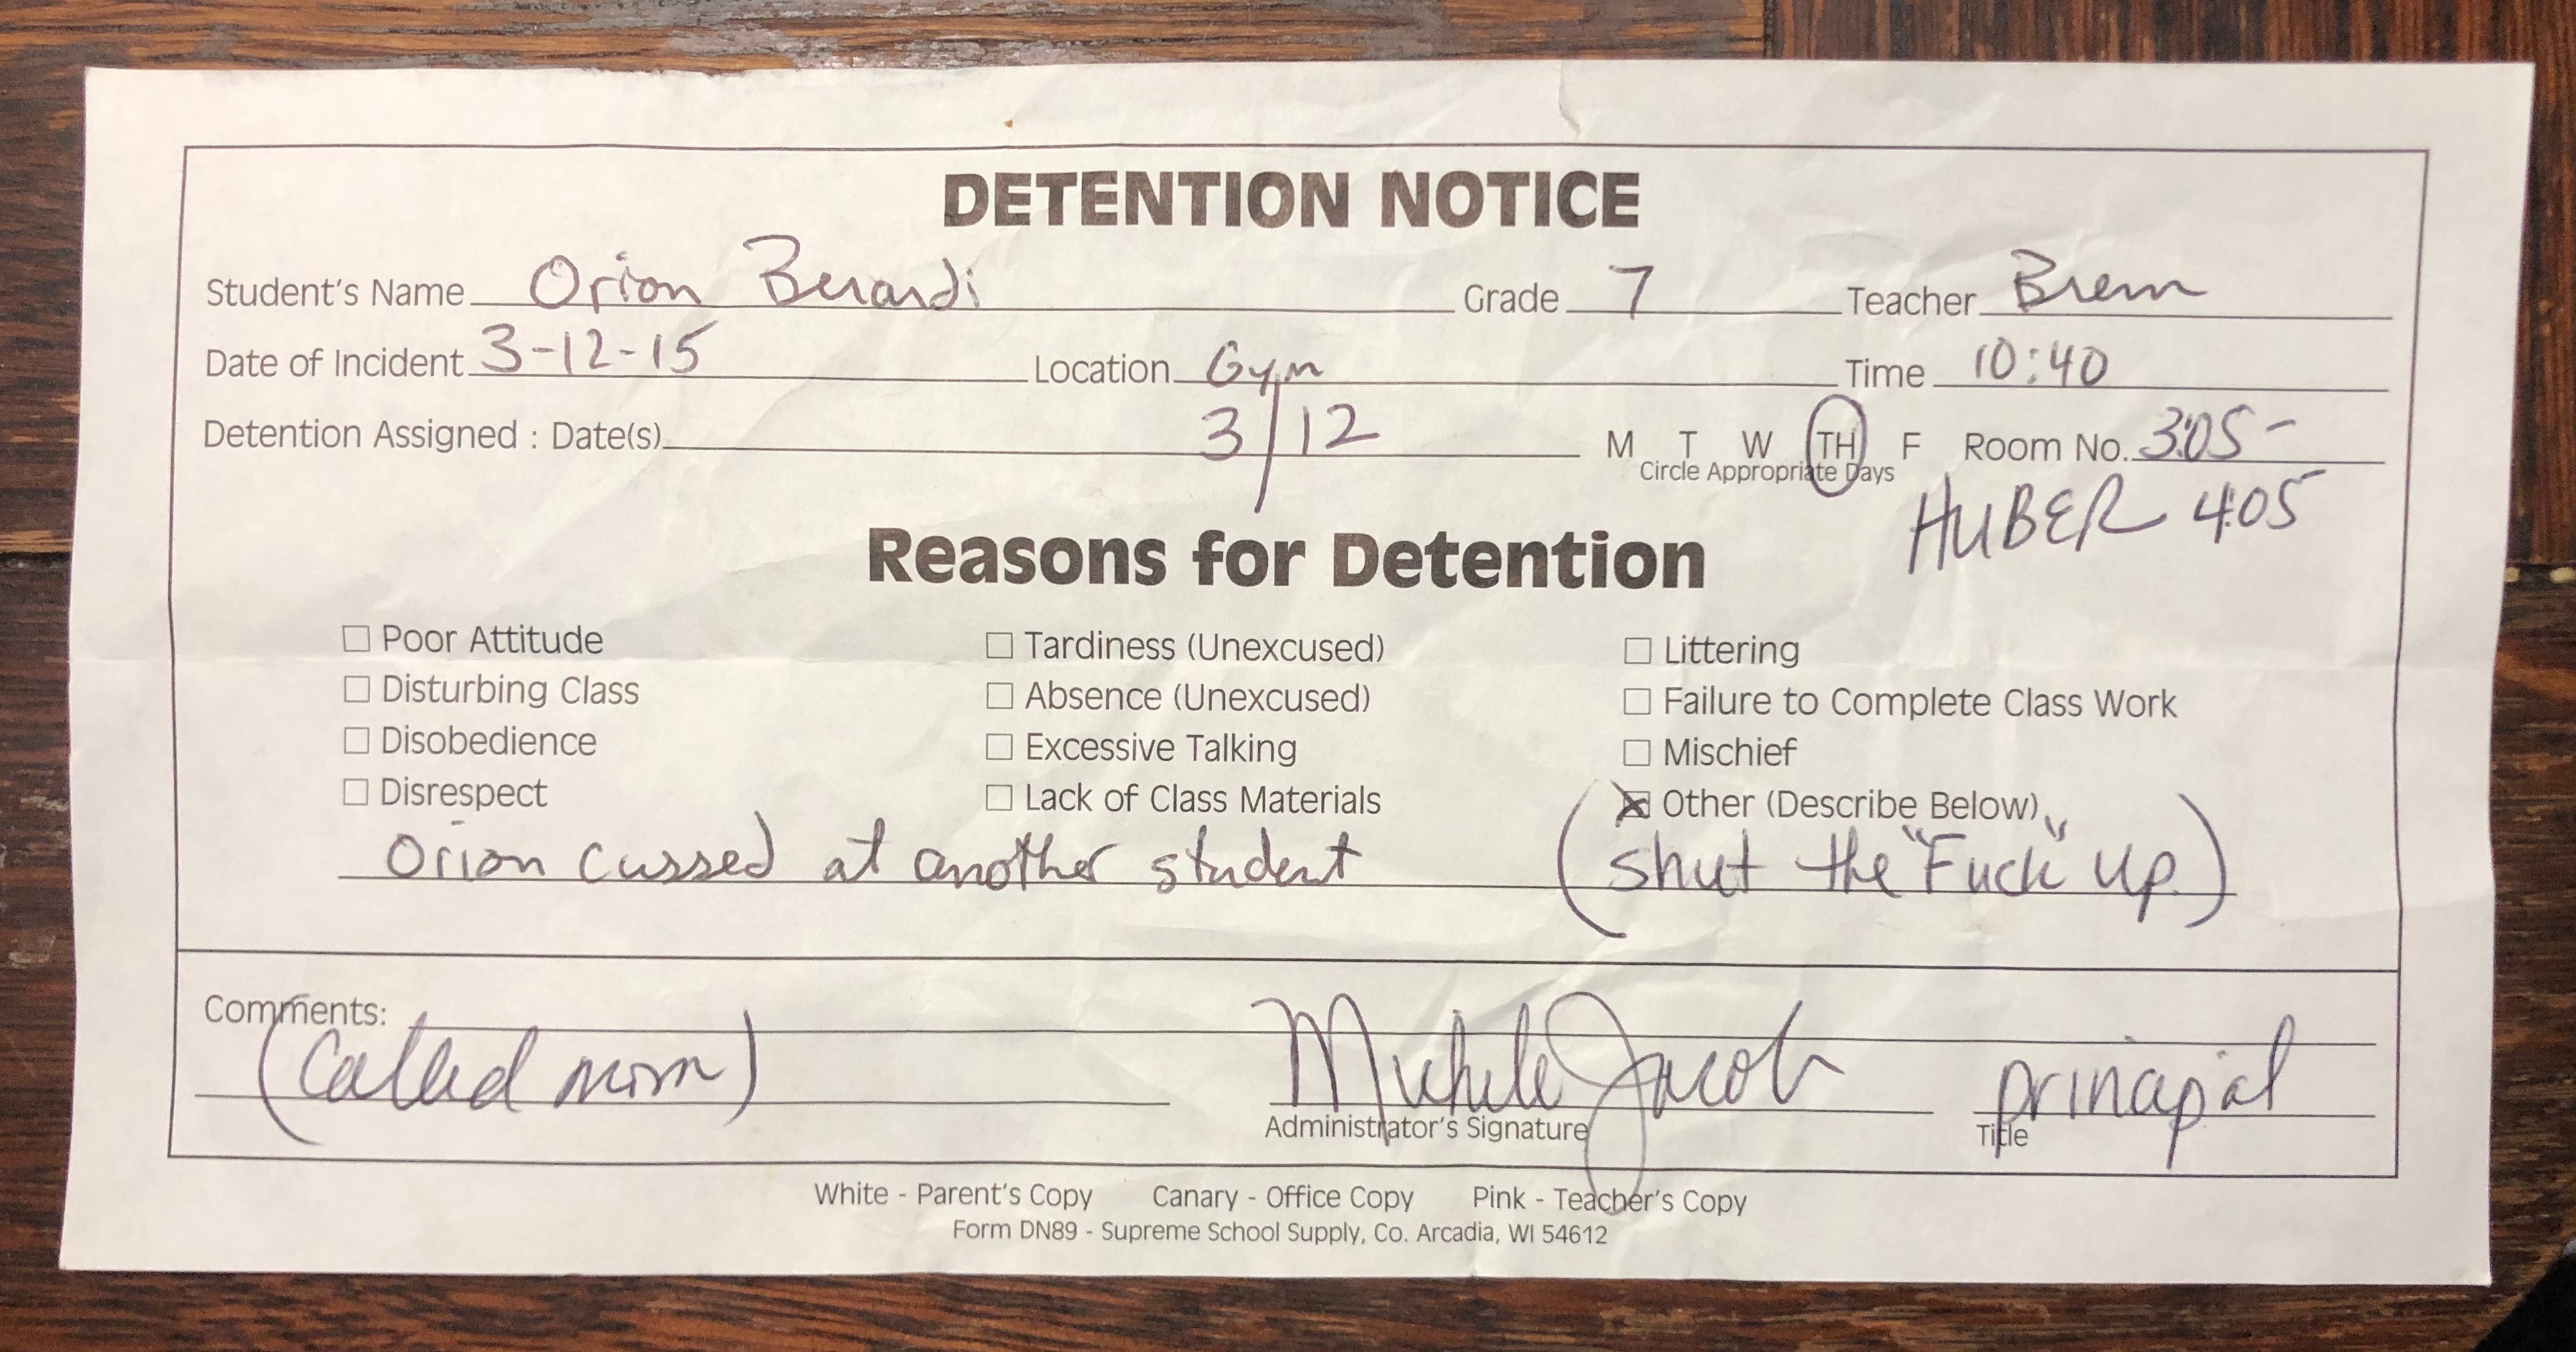 DETENTION NOTICE
Student's Name Orion Berardi Grade 7 Teacher Brem
Date of Incident 3-12-15 Location Gym Time 10:40
Detention Assigned : Date(s) 3/12 M T W TH F Room No. 3:05-
Circle Appropriate Days
HUBER 4:05
Reasons for Detention
☐ Poor Attitude ☐ Tardiness (Unexcused) ☐ Littering
☐ Disturbing Class ☐ Absence (Unexcused) ☐ Failure to Complete Class Work
☐ Disobedience ☐ Excessive Talking ☐ Mischief
☐ Disrespect ☐ Lack of Class Materials ☒ Other (Describe Below)
Orion cussed at another student (shut the "Fuck" up.)
Comments:
(called mom) Michele Jacob principal
Administrator's Signature Title
White - Parent's Copy Canary - Office Copy Pink - Teacher's Copy
Form DN89 - Supreme School Supply, Co. Arcadia, WI 54612